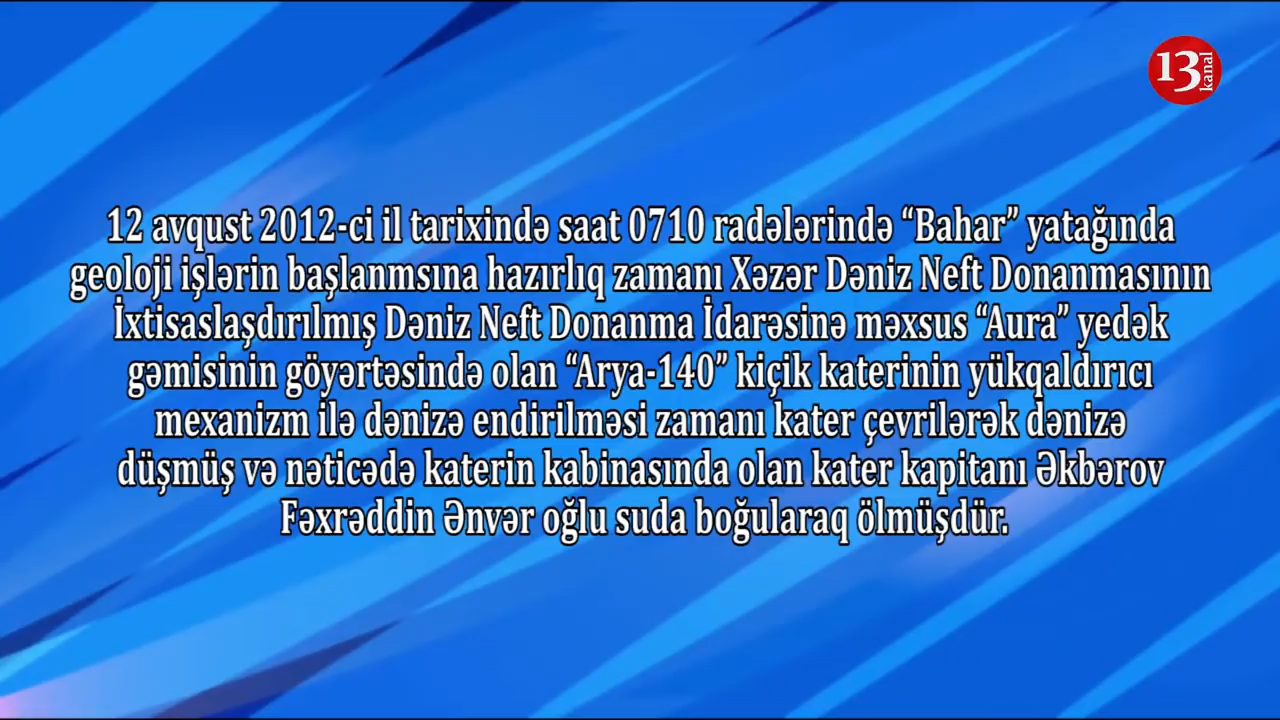 13 kanal
12 avqust 2012-ci il tarixində saat 0710 radələrində “Bahar” yatağında
geoloji işlərin başlanmsına hazırlıq zamanı Xəzər Dəniz Neft Donanmasının
İxtisaslaşdırılmış Dəniz Neft Donanma İdarəsinə məxsus “Aura” yedək
gəmisinin göyərtəsində olan “Arya-140” kiçik katerinin yükqaldırıcı
mexanizm ilə dənizə endirilməsi zamanı kater çevrilərək dənizə
düşmüş və nəticədə katerin kabinasında olan kater kapitanı Əkbərov
Fəxrəddin Ənvər oğlu suda boğularaq ölmüşdür.